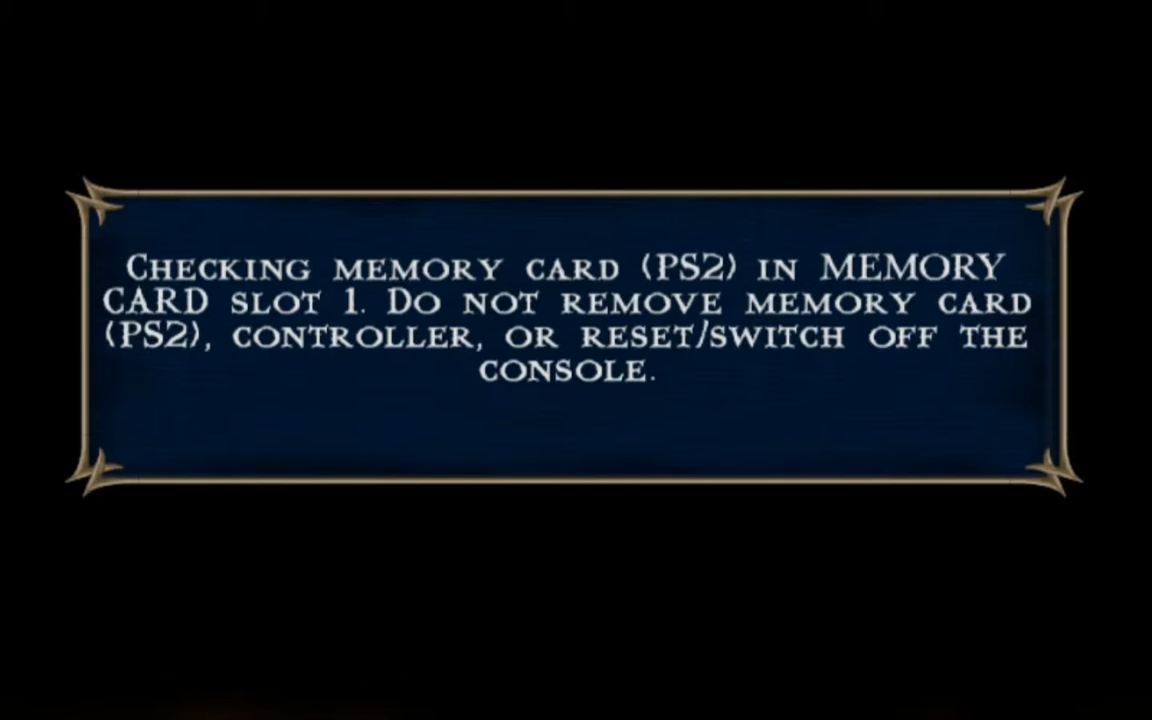 Checking memory card (PS2) in MEMORY
CARD slot 1. Do not remove memory card
(PS2), controller, or reset/switch off the
console.